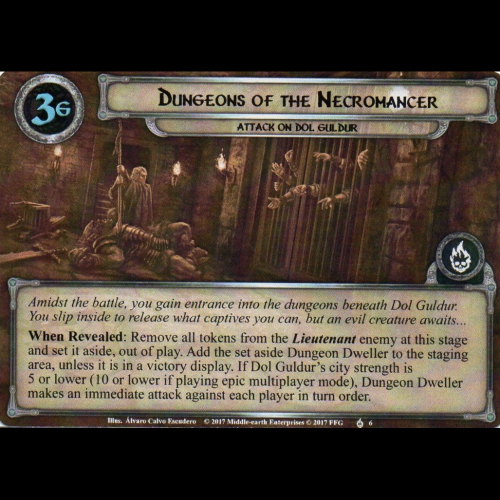 3G
DUNGEONS OF THE NECROMANCER
ATTACK ON DOL GULDUR
Amidst the battle, you gain entrance into the dungeons beneath Dol Guldur.
You slip inside to release what captives you can, but an evil creature awaits...
When Revealed: Remove all tokens from the Lieutenant enemy at this stage
and set it aside, out of play. Add the set aside Dungeon Dweller to the staging
area, unless it is in a victory display. If Dol Guldur's city strength is
5 or lower (10 or lower if playing epic multiplayer mode), Dungeon Dweller
makes an immediate attack against each player in turn order.
Illus. Álvaro Calvo Escudero © 2017 Middle-earth Enterprises © 2017 FFG 6